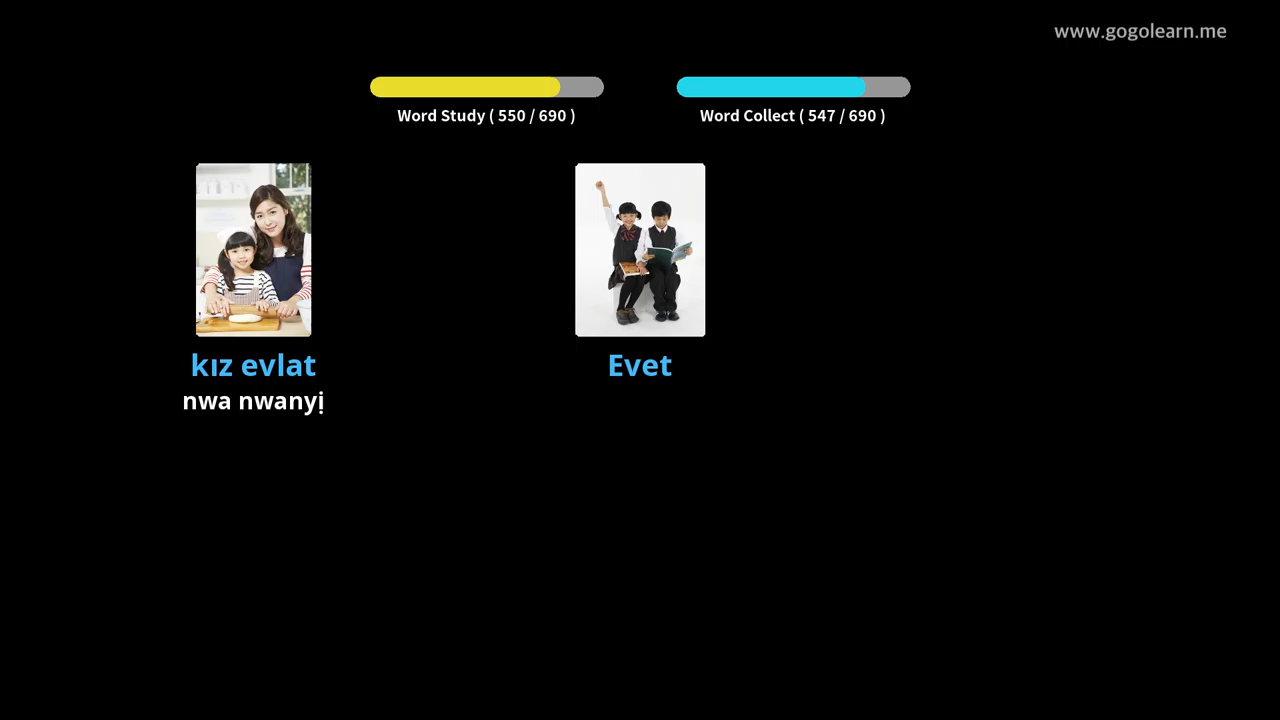 www.gogolearn.me
Word Study ( 550 / 690 )
Word Collect ( 547 / 690 )
kız evlat
nwa nwanyị
Evet